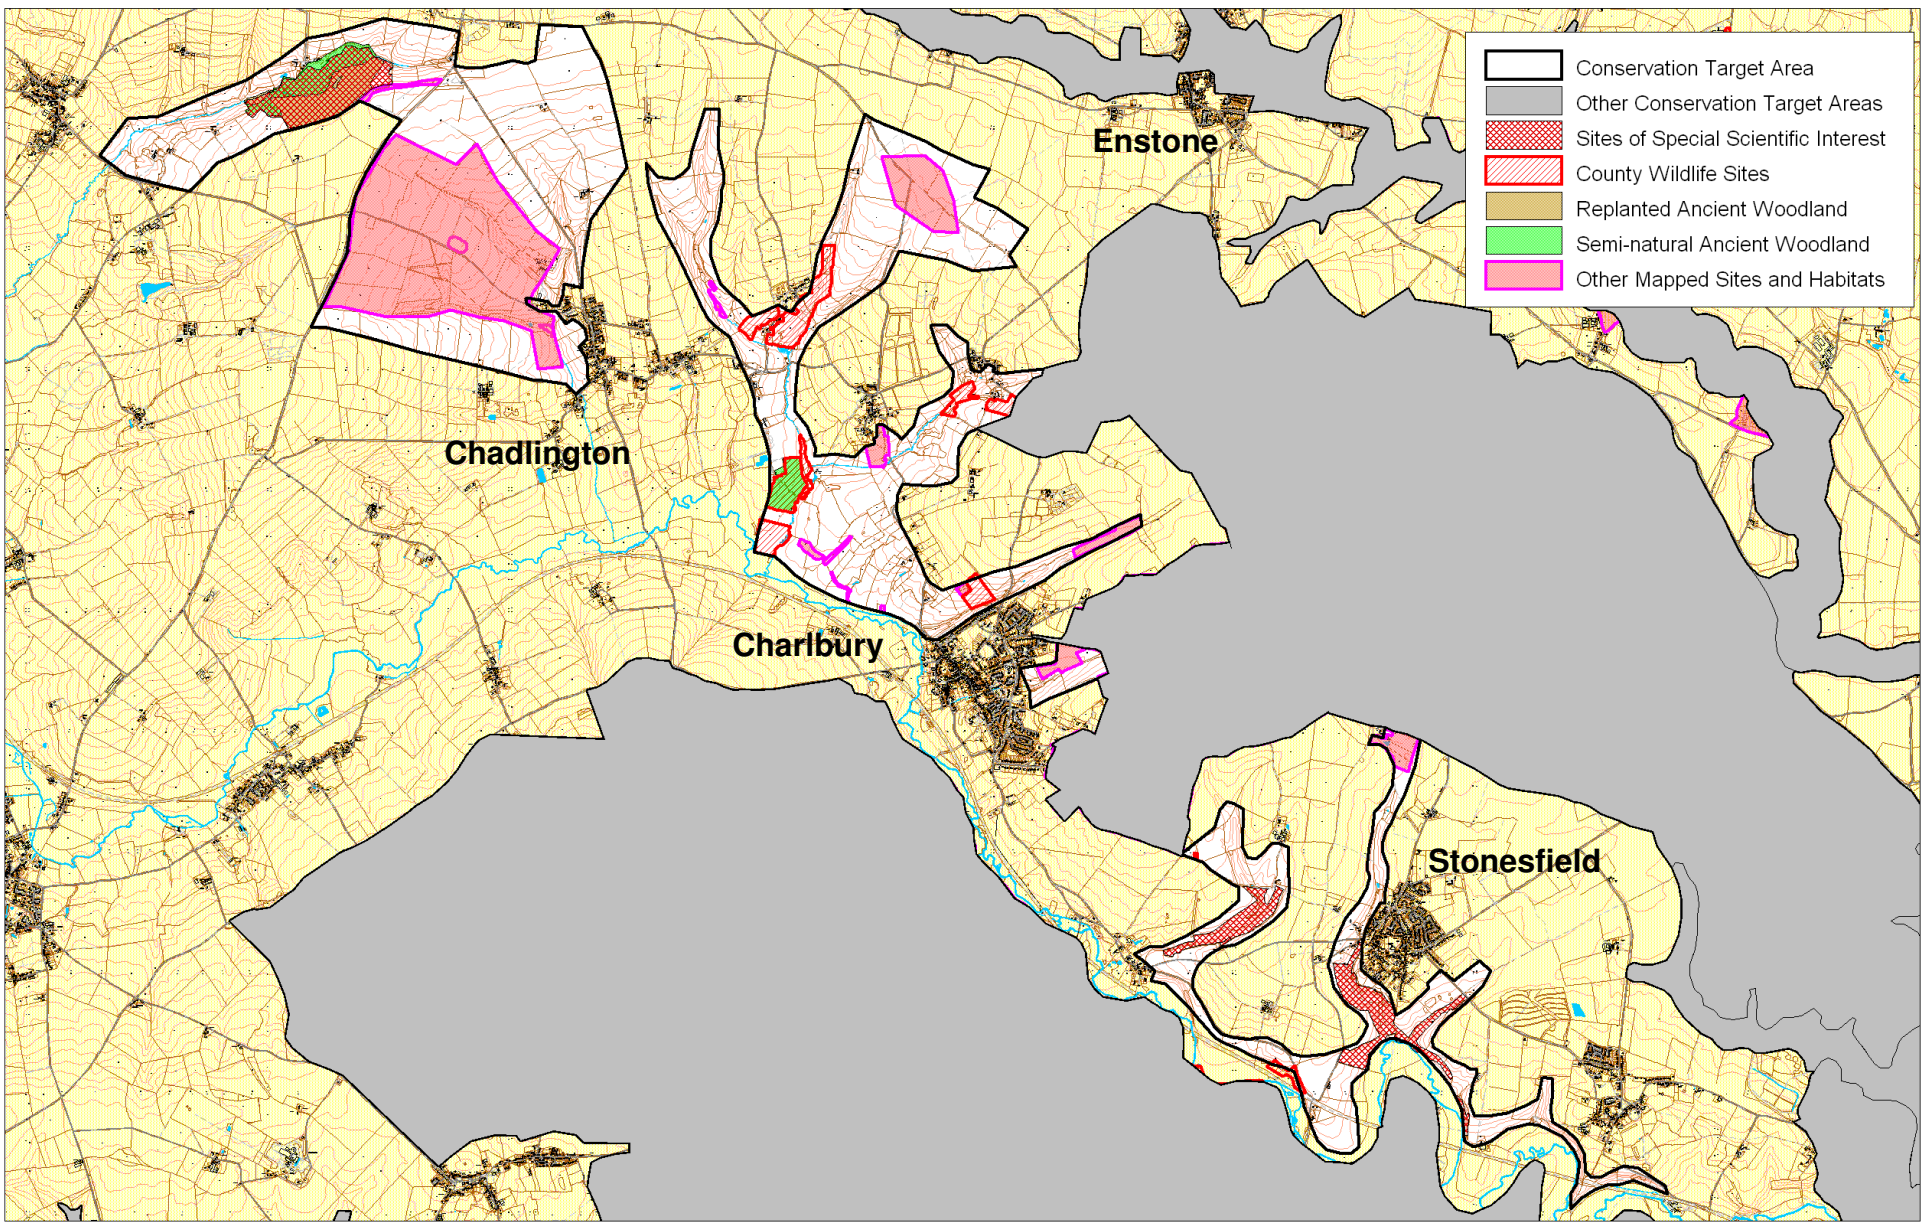 Conservation Target Area
Other Conservation Target Areas
Sites of Special Scientific Interest
County Wildlife Sites
Replanted Ancient Woodland
Semi-natural Ancient Woodland
Other Mapped Sites and Habitats
Enstone
Chadlington
Charlbury
Stonesfield